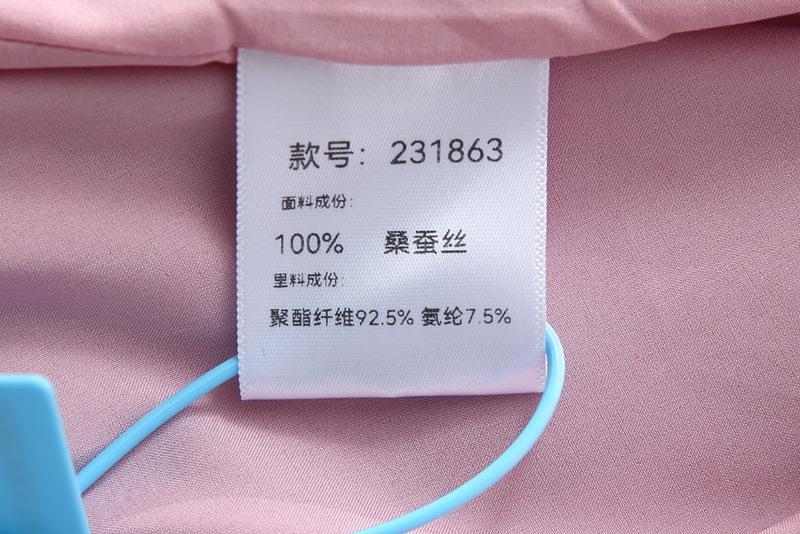 款号：231863
面料成份：
100% 桑蚕丝
里料成份：
聚酯纤维92.5% 氨纶7.5%